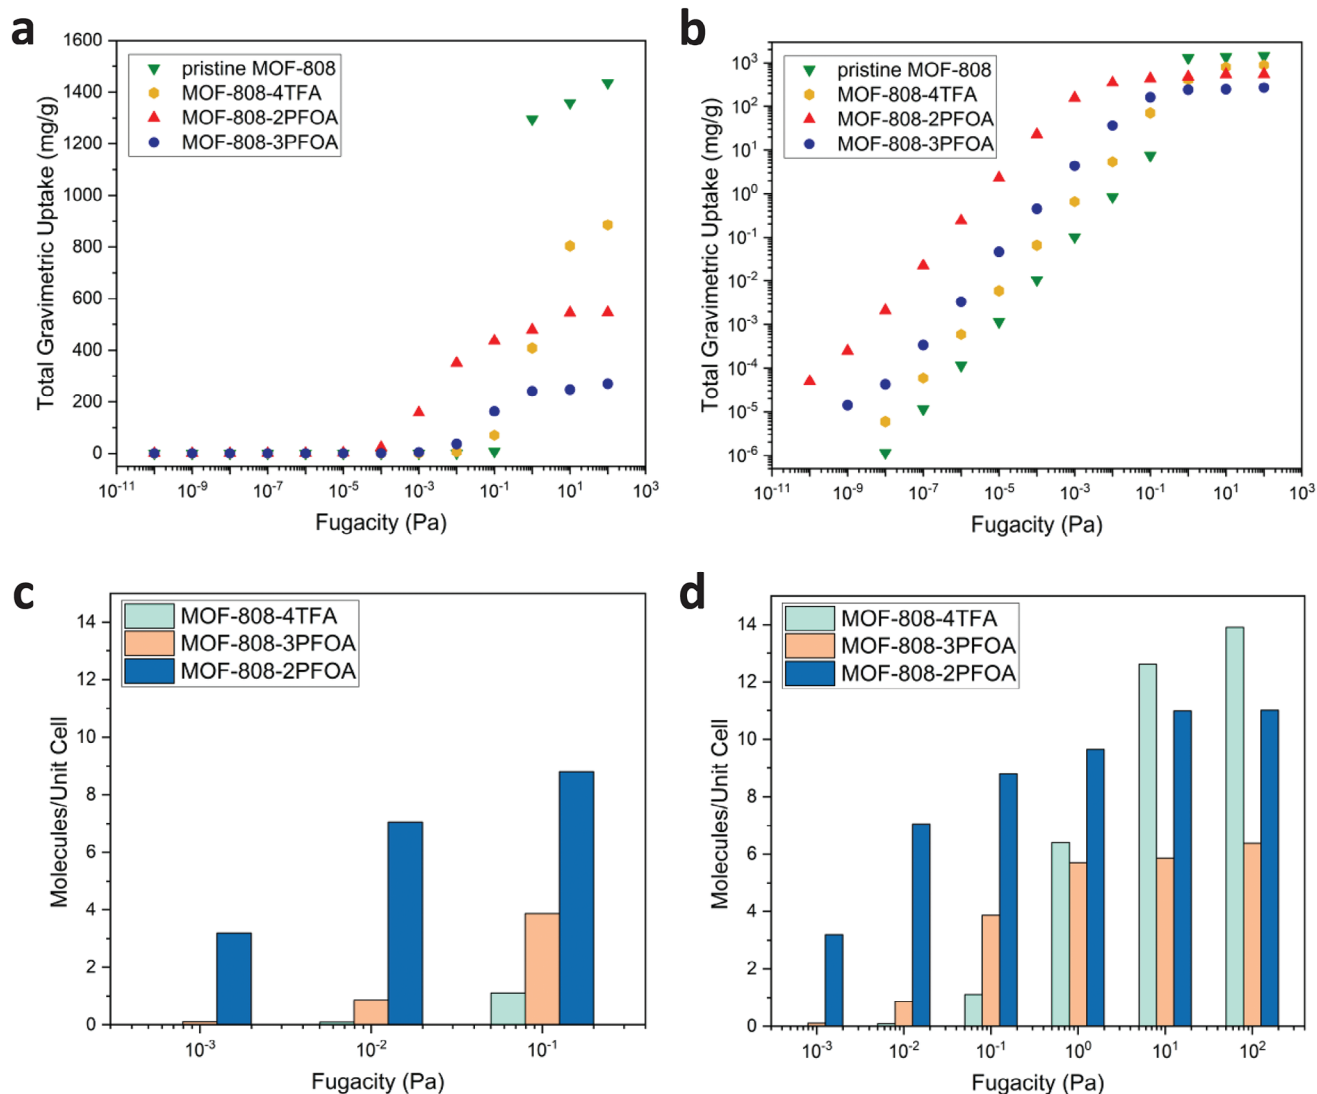 a
1600
1400
1200
1000
800
600
400
200
0
Total Gravimetric Uptake (mg/g)
pristine MOF-808
MOF-808-4TFA
MOF-808-2PFOA
MOF-808-3PFOA
10⁻¹¹ 10⁻⁹ 10⁻⁷ 10⁻⁵ 10⁻³ 10⁻¹ 10¹ 10³
Fugacity (Pa)
b
10³
10²
10¹
10⁰
10⁻¹
10⁻²
10⁻³
10⁻⁴
10⁻⁵
10⁻⁶
Total Gravimetric Uptake (mg/g)
pristine MOF-808
MOF-808-4TFA
MOF-808-2PFOA
MOF-808-3PFOA
10⁻¹¹ 10⁻⁹ 10⁻⁷ 10⁻⁵ 10⁻³ 10⁻¹ 10¹ 10³
Fugacity (Pa)
c
14
12
10
8
6
4
2
0
Molecules/Unit Cell
MOF-808-4TFA
MOF-808-3PFOA
MOF-808-2PFOA
10⁻³ 10⁻² 10⁻¹
Fugacity (Pa)
d
14
12
10
8
6
4
2
0
Molecules/Unit Cell
MOF-808-4TFA
MOF-808-3PFOA
MOF-808-2PFOA
10⁻³ 10⁻² 10⁻¹ 10⁰ 10¹ 10²
Fugacity (Pa)